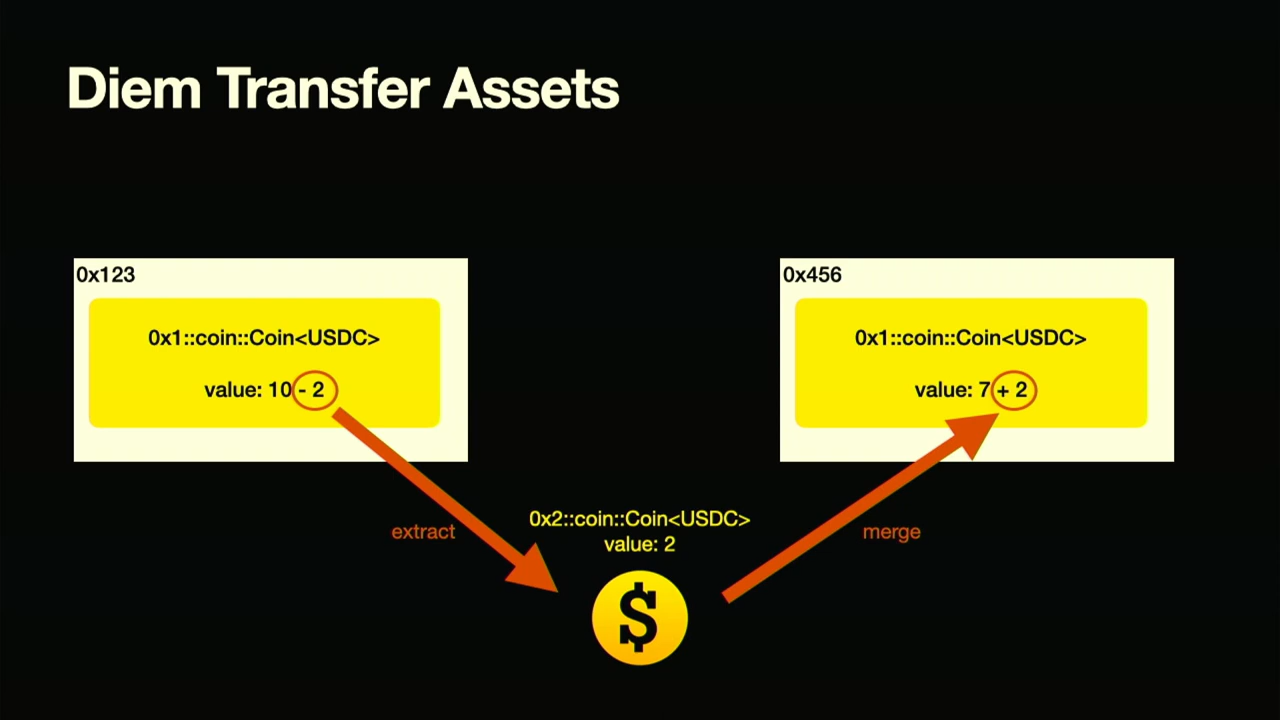 Diem Transfer Assets
0x123
0x1::coin::Coin<USDC>
value: 10 - 2
0x456
0x1::coin::Coin<USDC>
value: 7 + 2
extract
0x2::coin::Coin<USDC>
value: 2
merge
$